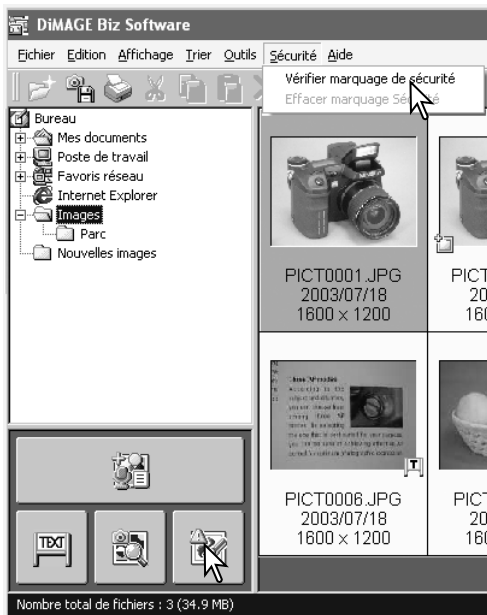 DiMAGE Biz Software
Fichier Edition Affichage Trier Outils Sécurité Aide
Vérifier marquage de sécurité
Effacer marquage
Bureau
Mes documents
Poste de travail
Favoris réseau
Internet Explorer
Images
Parc
Nouvelles images
PICT0001.JPG
2003/07/18
1600 × 1200
PICT0006.JPG
2003/07/18
1600 × 1200
T
TEXT
Nombre total de fichiers : 3 (34.9 MB)